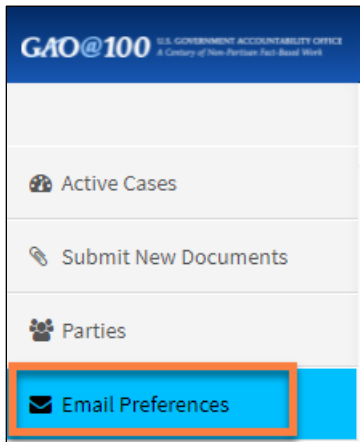 GAO@100 U.S. GOVERNMENT ACCOUNTABILITY OFFICE
A Century of Non-Partisan Fact-Based Work
Active Cases
Submit New Documents
Parties
Email Preferences